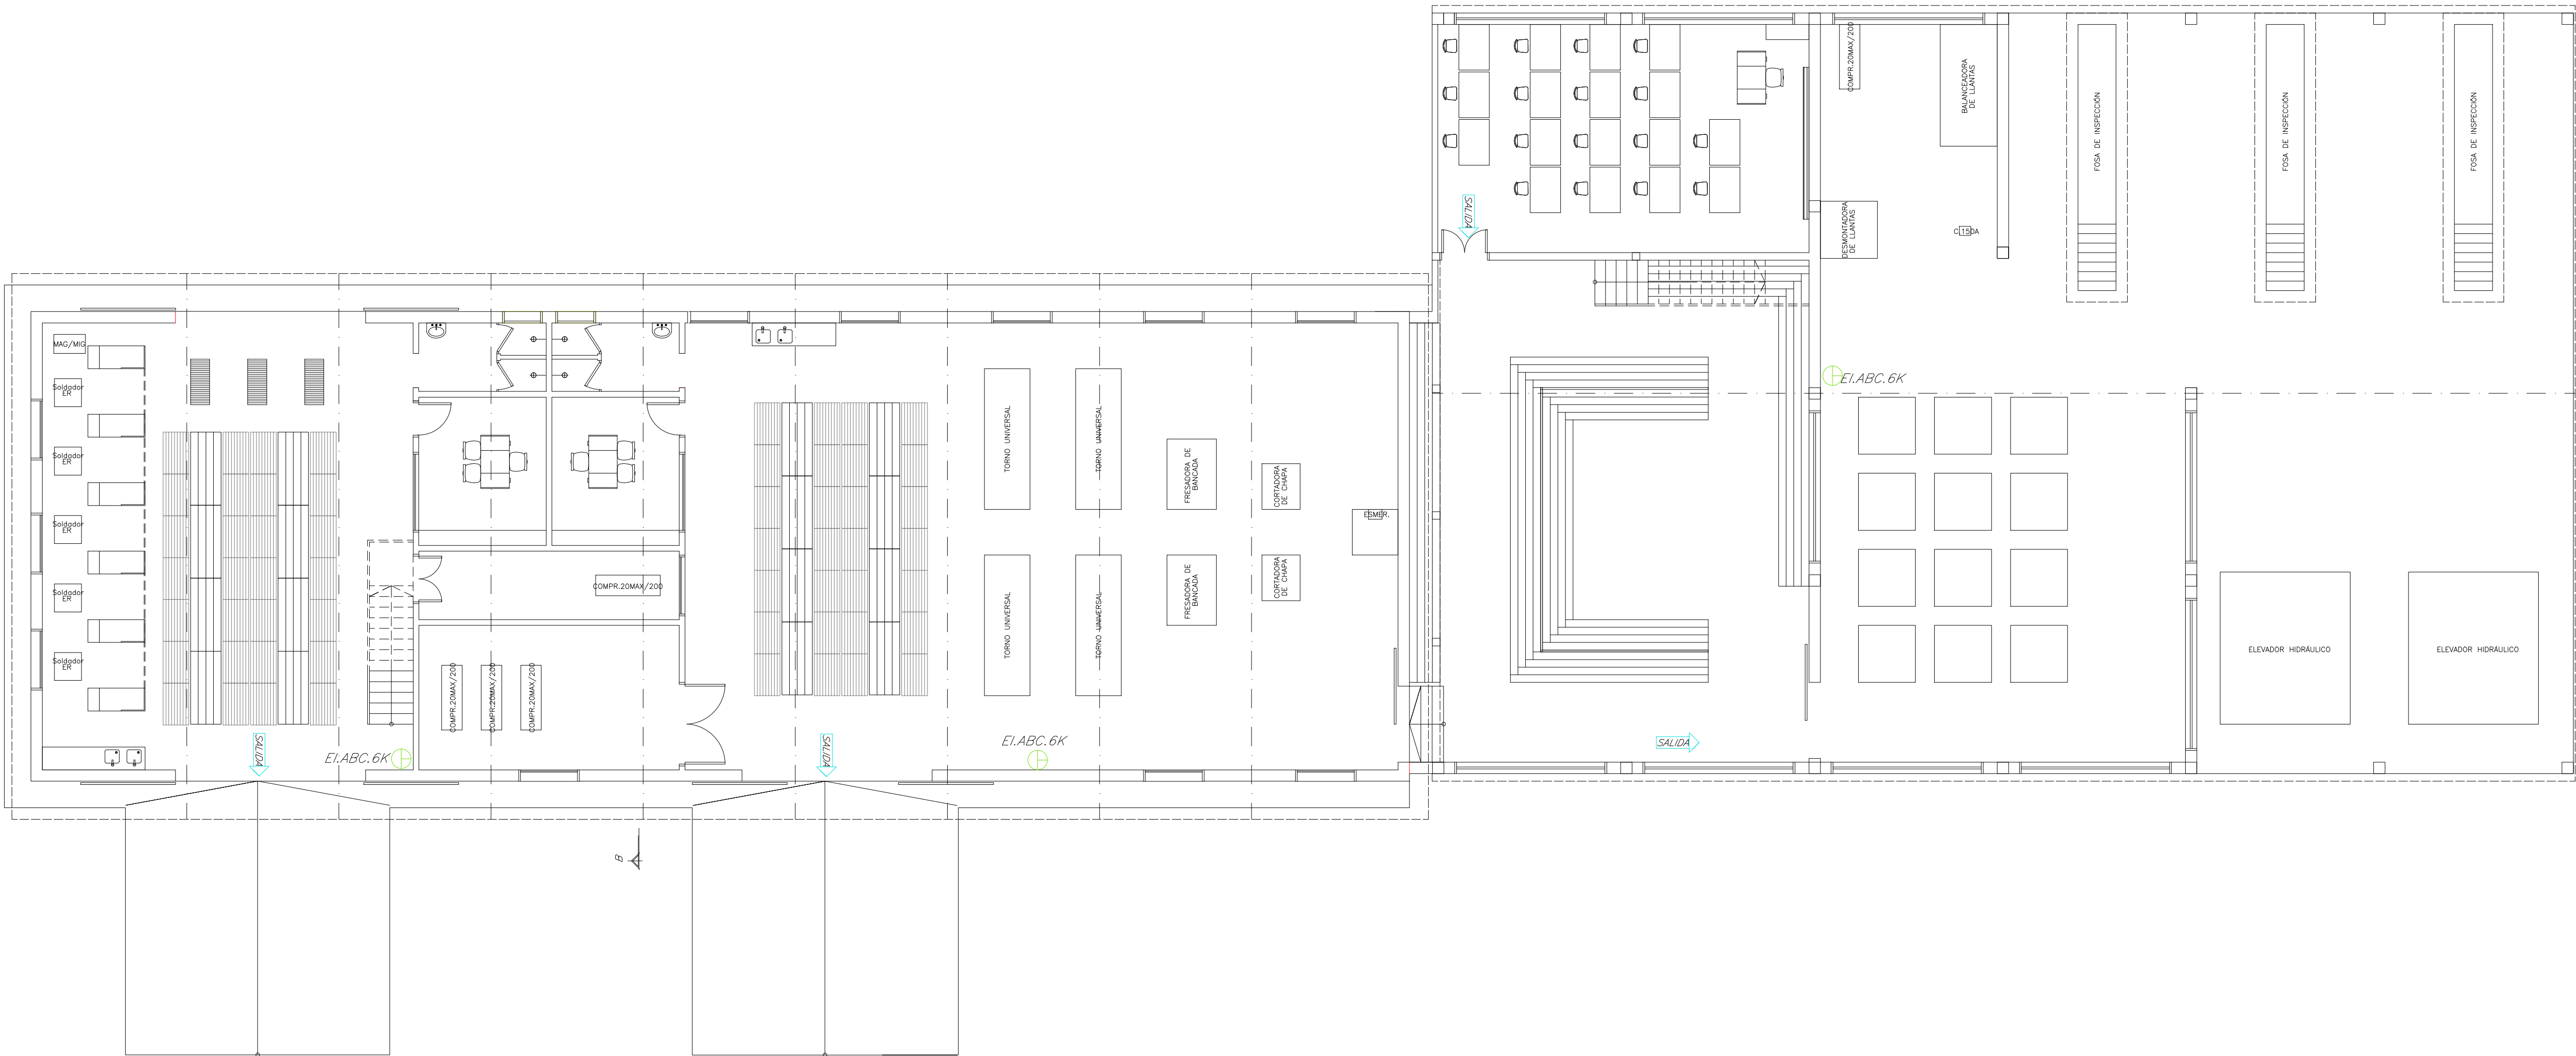 MAG/MIG
Soldador
ER
Soldador
ER
Soldador
ER
Soldador
ER
Soldador
ER
SALIDA
EI.ABC.6K
COMPR.20MAX/200
COMPR.20MAX/200
COMPR.20MAX/200
COMPR.20MAX/200
B
SALIDA
TORNO UNIVERSAL
TORNO UNIVERSAL
TORNO UNIVERSAL
TORNO UNIVERSAL
FRESADORA DE
BANCADA
FRESADORA DE
BANCADA
CORTADORA
DE CHAPA
CORTADORA
DE CHAPA
ESMER.
EI.ABC.6K
SALIDA
COMPR.20MAX/200
BALANCEADORA
DE LLANTAS
DESMONTADORA
DE LLANTAS
C.150A
FOSA DE INSPECCIÓN
FOSA DE INSPECCIÓN
FOSA DE INSPECCIÓN
EI.ABC.6K
SALIDA
ELEVADOR HIDRÁULICO
ELEVADOR HIDRÁULICO